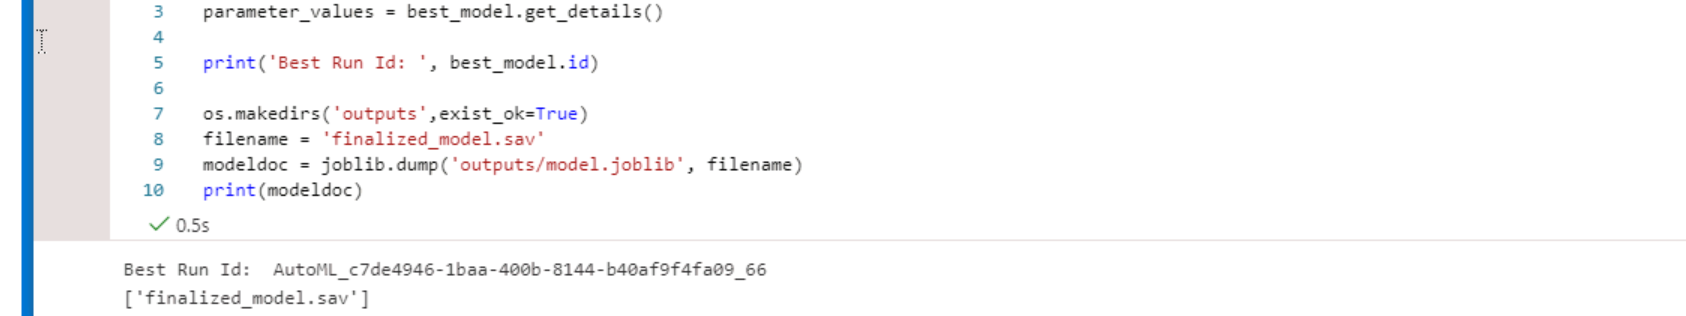 3 parameter_values = best_model.get_details()
4
5 print('Best Run Id: ', best_model.id)
6
7 os.makedirs('outputs',exist_ok=True)
8 filename = 'finalized_model.sav'
9 modeldoc = joblib.dump('outputs/model.joblib', filename)
10 print(modeldoc)
0.5s
Best Run Id:  AutoML_c7de4946-1baa-400b-8144-b40af9f4fa09_66
['finalized_model.sav']